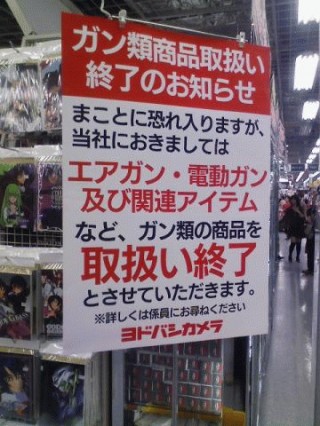 ガン類商品取扱い
終了のお知らせ
まことに恐れ入りますが、
当社におきましては
エアガン・電動ガン
及び関連アイテム
など、ガン類の商品を
取扱い終了
とさせていただきます。
※詳しくは係員にお尋ねください
ヨドバシカメラ